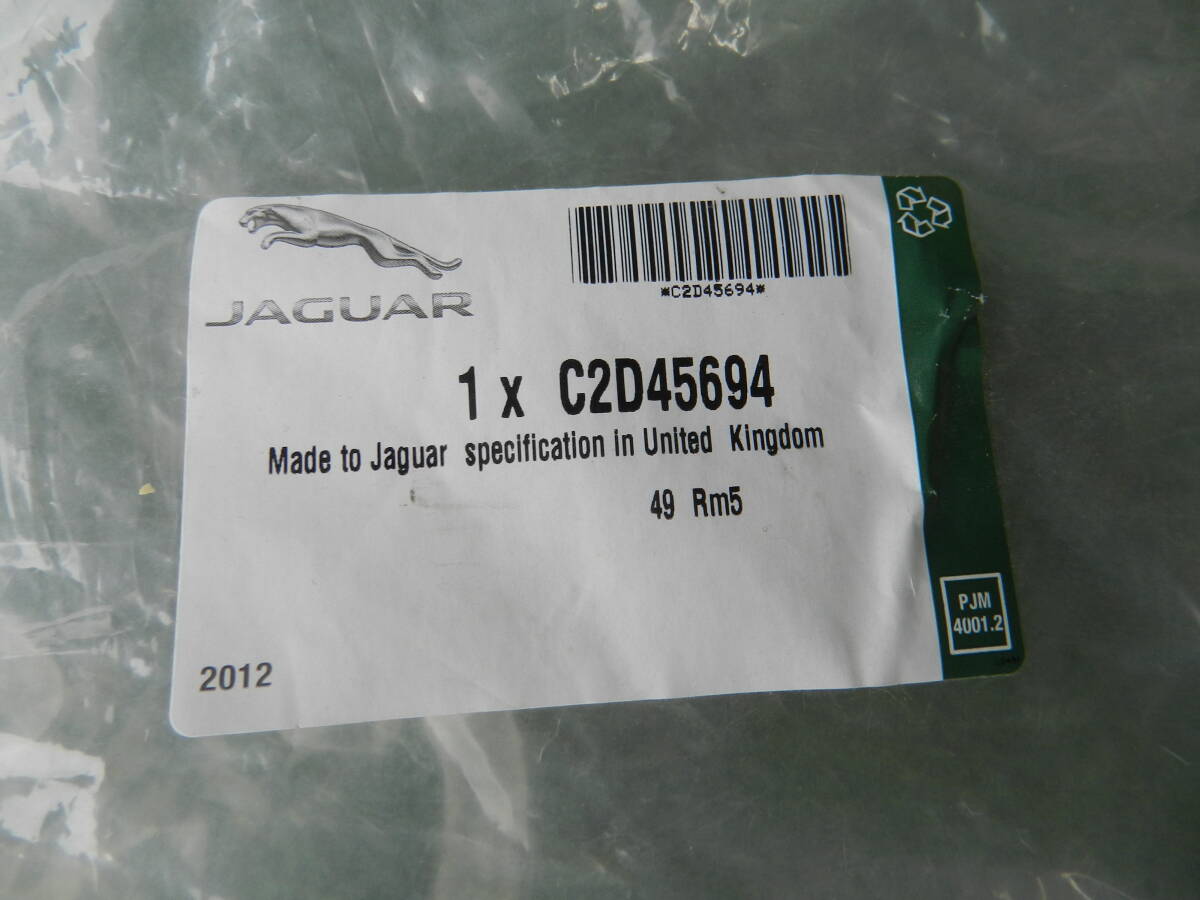 JAGUAR
*C2D45694*
1 x C2D45694
Made to Jaguar specification in United Kingdom
49 Rm5
2012
PJM
4001.2